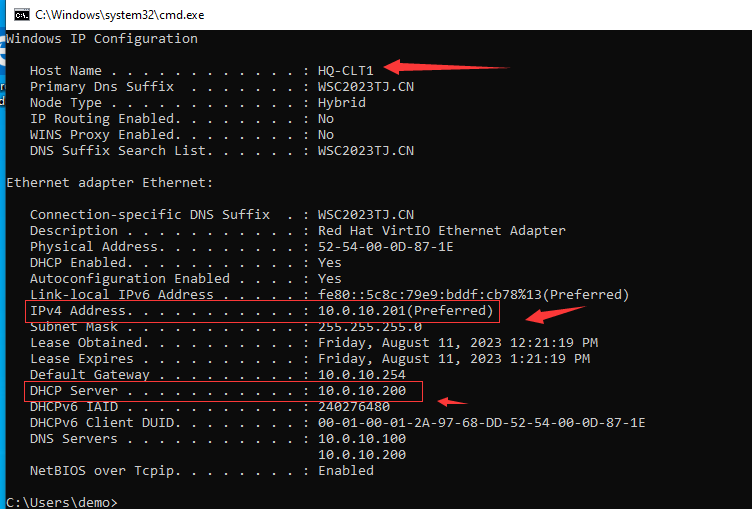 C:\Windows\system32\cmd.exe
Windows IP Configuration
Host Name . . . . . . . . . . . . : HQ-CLT1
Primary Dns Suffix . . . . . . . : WSC2023TJ.CN
Node Type . . . . . . . . . . . . : Hybrid
IP Routing Enabled. . . . . . . . : No
WINS Proxy Enabled. . . . . . . . : No
DNS Suffix Search List. . . . . . : WSC2023TJ.CN
Ethernet adapter Ethernet:
Connection-specific DNS Suffix . : WSC2023TJ.CN
Description . . . . . . . . . . . : Red Hat VirtIO Ethernet Adapter
Physical Address. . . . . . . . . : 52-54-00-0D-87-1E
DHCP Enabled. . . . . . . . . . . : Yes
Autoconfiguration Enabled . . . . : Yes
Link-local IPv6 Address . . . . . : fe80::5c8c:79e9:bddf:cb78%13(Preferred)
IPv4 Address. . . . . . . . . . . : 10.0.10.201(Preferred)
Subnet Mask . . . . . . . . . . . : 255.255.255.0
Lease Obtained. . . . . . . . . . : Friday, August 11, 2023 12:21:19 PM
Lease Expires . . . . . . . . . . : Friday, August 11, 2023 1:21:19 PM
Default Gateway . . . . . . . . . : 10.0.10.254
DHCP Server . . . . . . . . . . . : 10.0.10.200
DHCPv6 IAID . . . . . . . . . . . : 240276480
DHCPv6 Client DUID. . . . . . . . : 00-01-00-01-2A-97-68-DD-52-54-00-0D-87-1E
DNS Servers . . . . . . . . . . . : 10.0.10.100
10.0.10.200
NetBIOS over Tcpip. . . . . . . . : Enabled
C:\Users\demo>